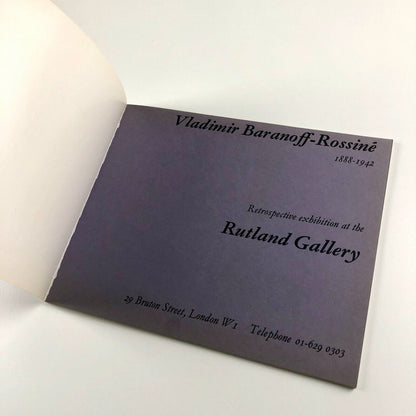 Vladimir Baranoff-Rossiné
1888-1942
Retrospective exhibition at the
Rutland Gallery
29 Bruton Street, London W1 Telephone 01-629 0303